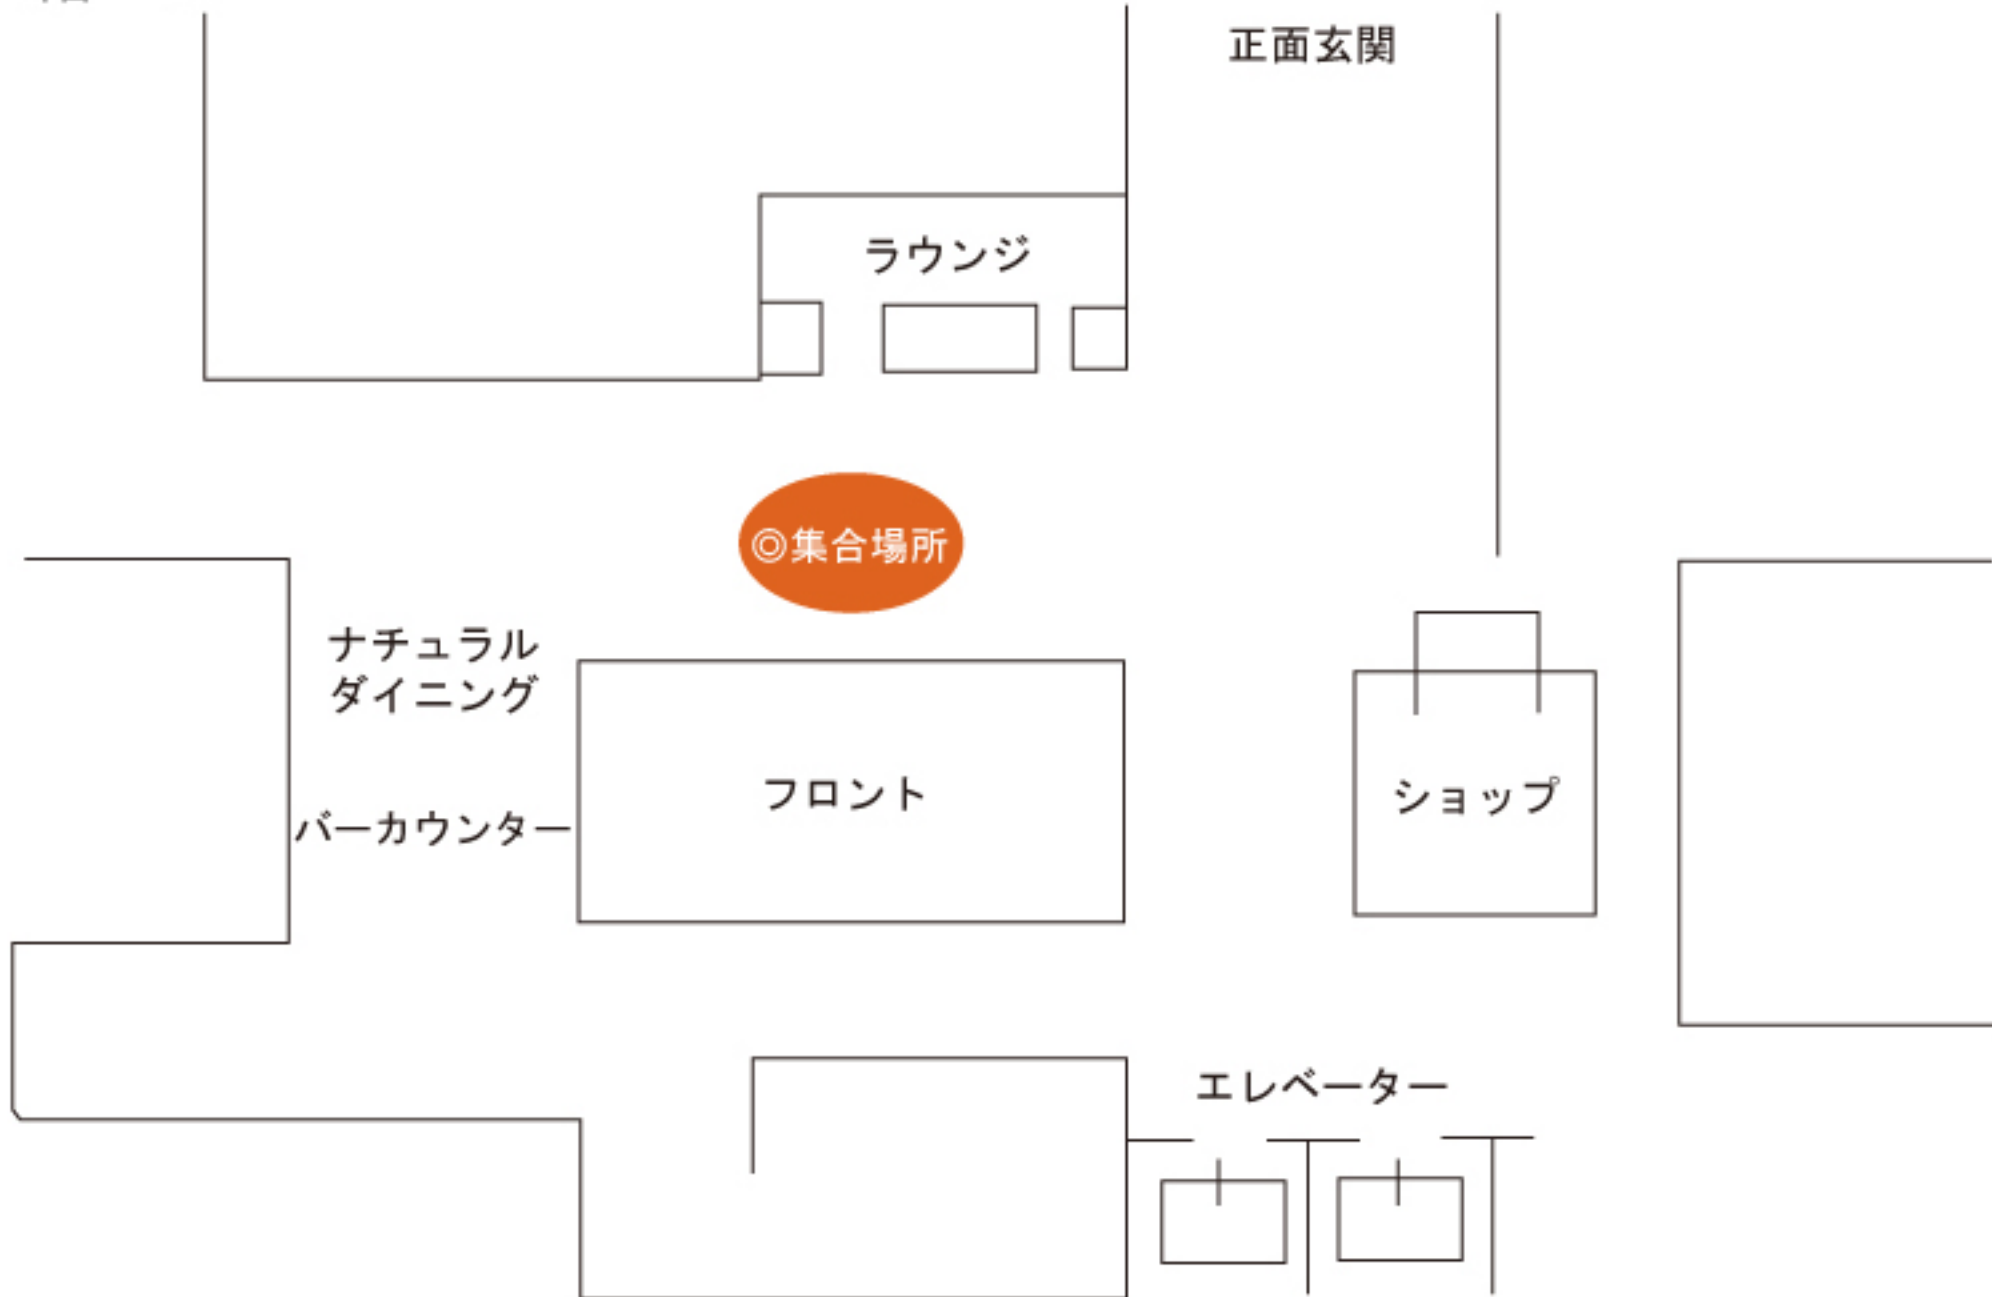 正面玄関
ラウンジ
◎集合場所
ナチュラル
ダイニング
フロント
ショップ
バーカウンター
エレベーター